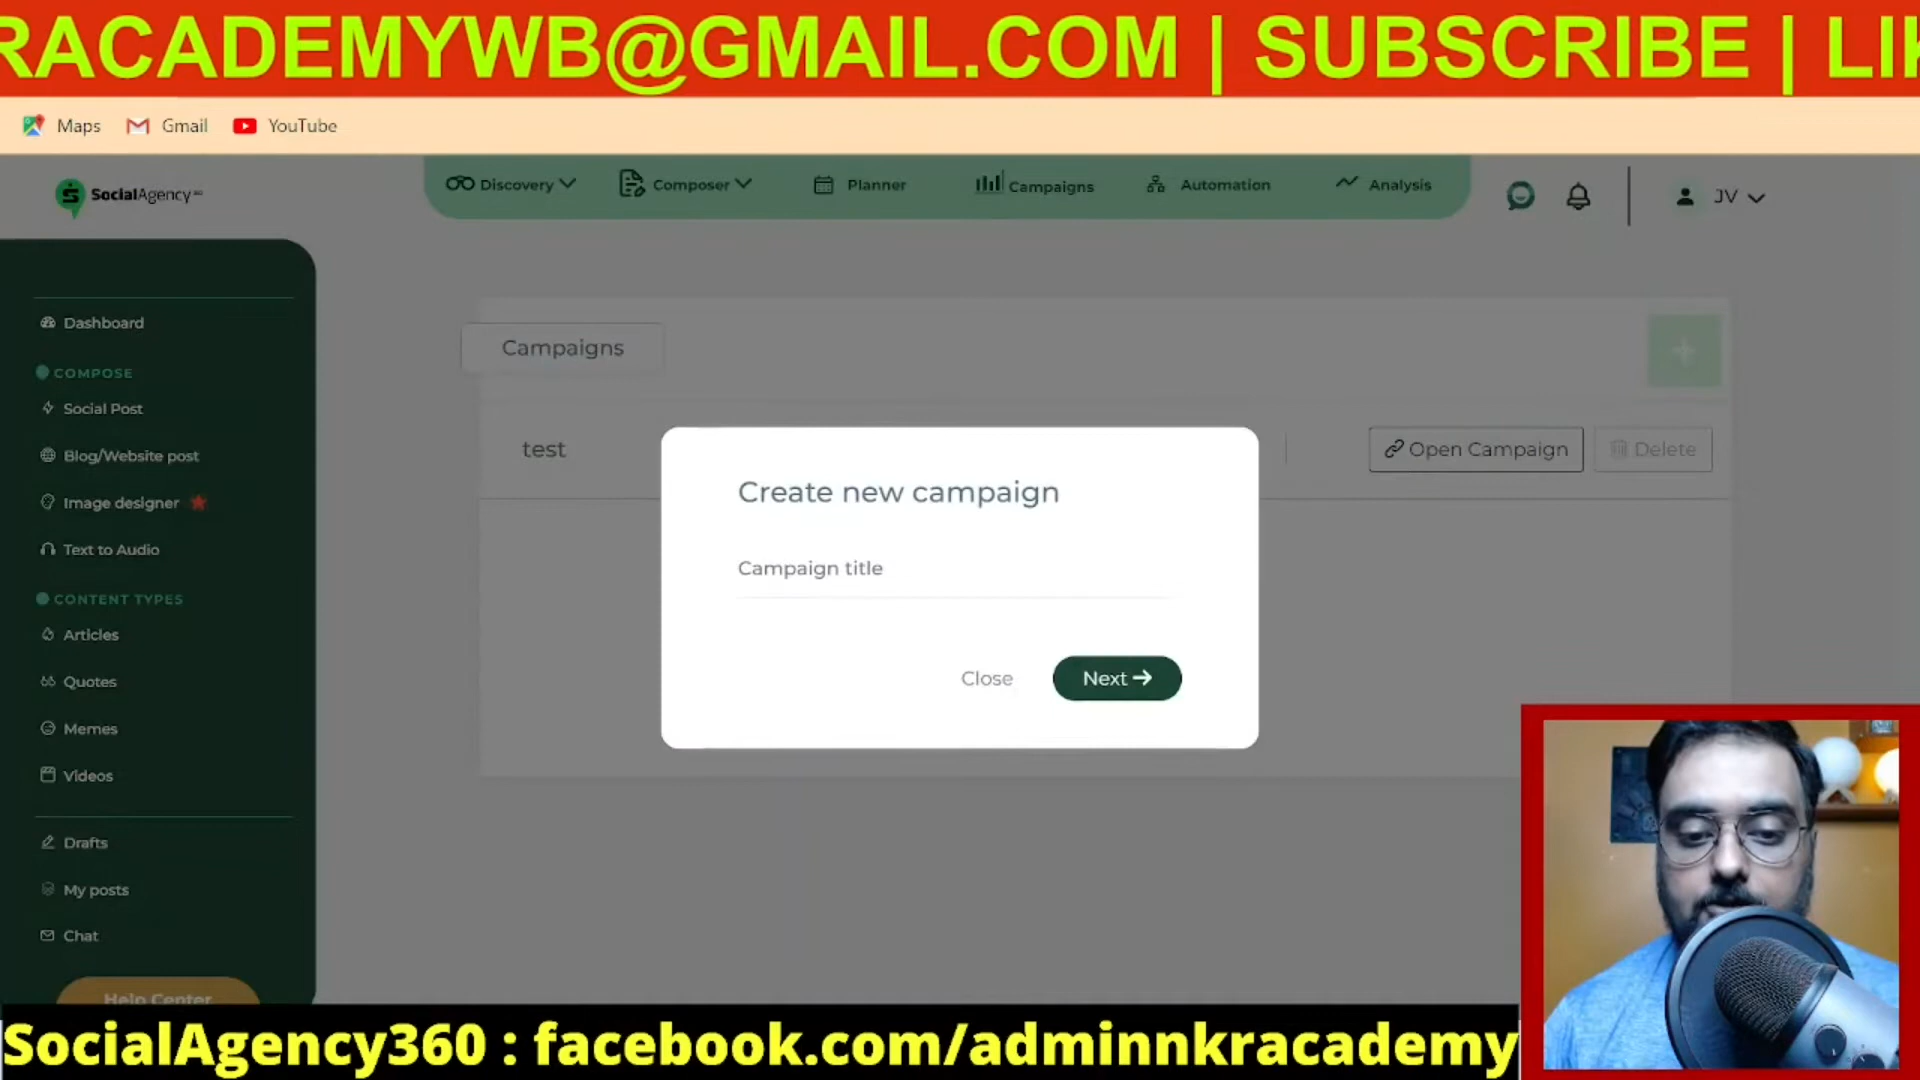 RACADEMYWB@GMAIL.COM | SUBSCRIBE | LI
Maps Gmail YouTube
SocialAgency 360
Discovery Composer Planner Campaigns Automation Analysis
JV
Dashboard
COMPOSE
Social Post
Blog/Website post
Image designer
Text to Audio
CONTENT TYPES
Articles
Quotes
Memes
Videos
Drafts
My posts
Chat
Help Center
Campaigns
+
test
Open Campaign Delete
Create new campaign
Campaign title
Close Next →
SocialAgency360 : facebook.com/adminnkracademy